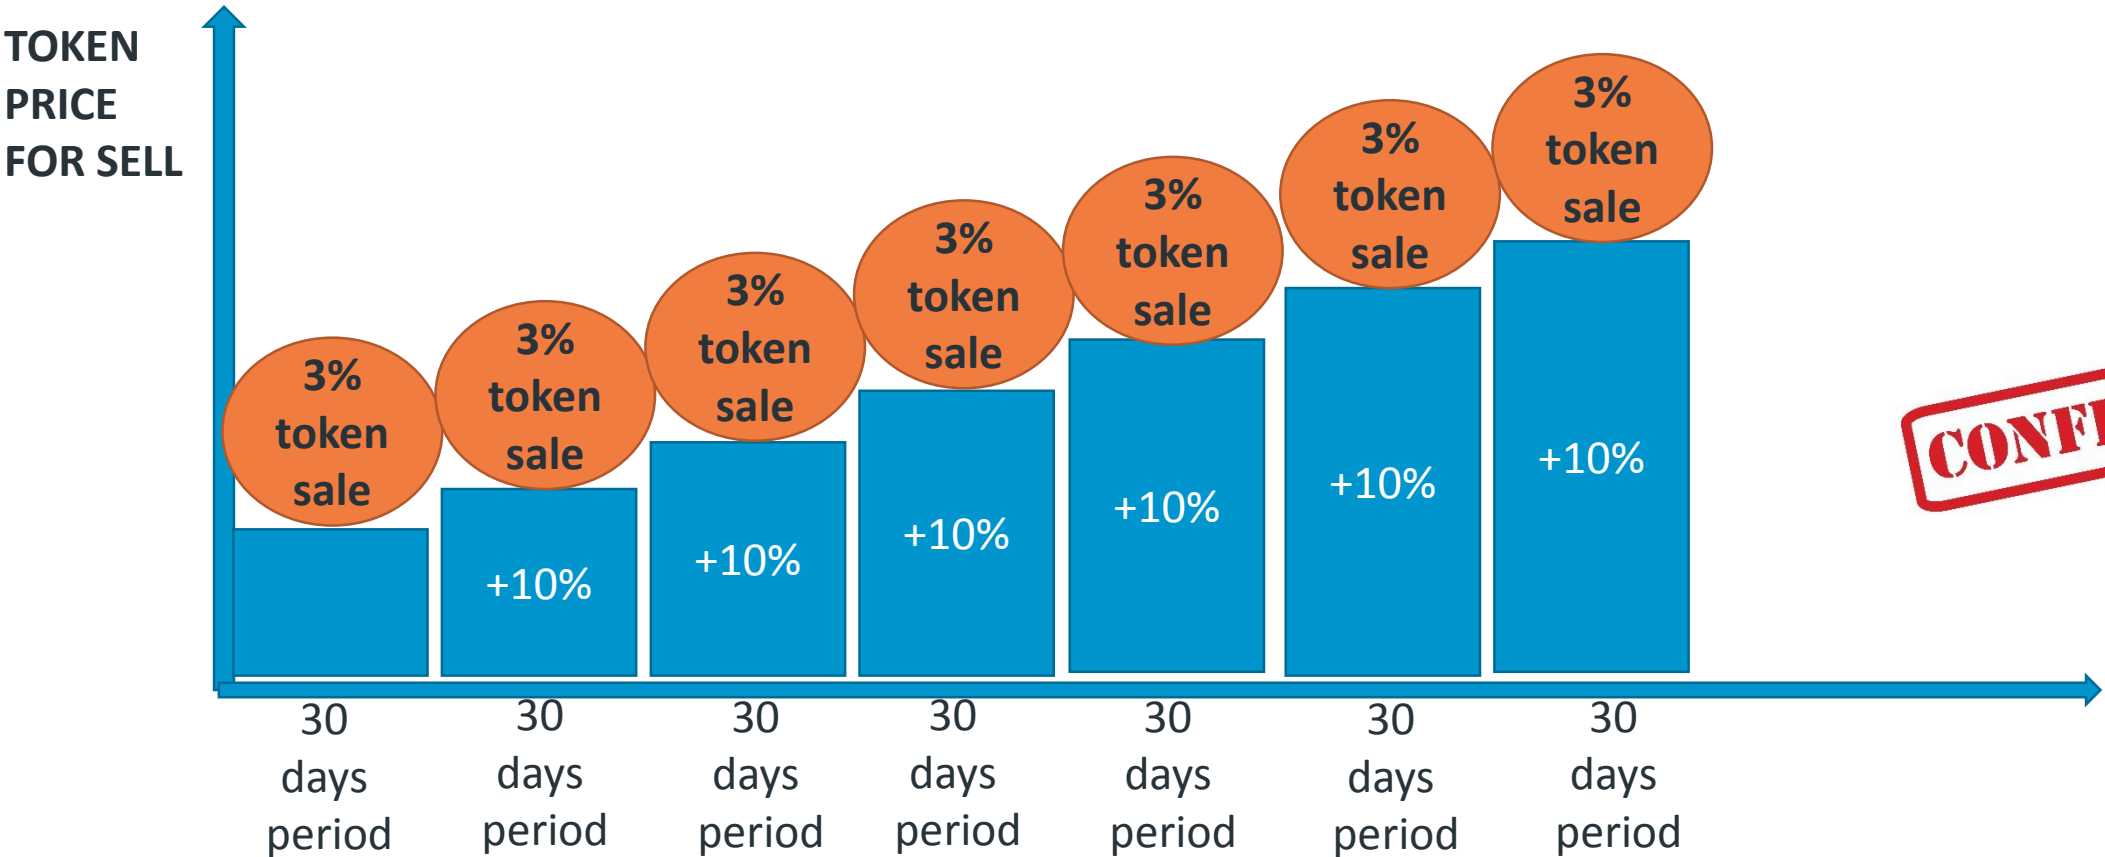 TOKEN
PRICE
FOR SELL
3%
token
sale
3%
token
sale
3%
token
sale
3%
token
sale
3%
token
sale
3%
token
sale
3%
token
sale
+10%
+10%
+10%
+10%
+10%
+10%
30
days
period
30
days
period
30
days
period
30
days
period
30
days
period
30
days
period
30
days
period